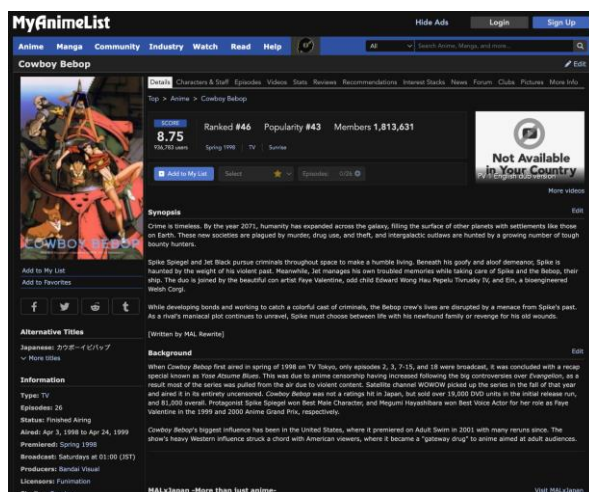 MyAnimeList
Hide Ads
Login
Sign Up
Anime Manga Community Industry Watch Read Help
All
Search Anime, Manga, and more...
Cowboy Bebop
Edit
Details Characters & Staff Episodes Videos Stats Reviews Recommendations Interest Stacks News Forum Clubs Pictures More Info
Top > Anime > Cowboy Bebop
SCORE
8.75
936,783 users
Ranked #46 Popularity #43 Members 1,813,631
Spring 1998 TV Sunrise
Not Available
in Your Country
PV 1 English dub version
Add to My List
Select
Episodes: 0/26
More videos
COWBOY BEBOP
Synopsis
Edit
Crime is timeless. By the year 2071, humanity has expanded across the galaxy, filling the surface of other planets with settlements like those
on Earth. These new societies are plagued by murder, drug use, and theft, and intergalactic outlaws are hunted by a growing number of tough
bounty hunters.
Spike Spiegel and Jet Black pursue criminals throughout space to make a humble living. Beneath his goofy and aloof demeanor, Spike is
haunted by the weight of his violent past. Meanwhile, Jet manages his own troubled memories while taking care of Spike and the Bebop, their
ship. The duo is joined by the beautiful con artist Faye Valentine, odd child Edward Wong Hau Pepelu Tivrusky IV, and Ein, a bioengineered
Welsh Corgi.
While developing bonds and working to catch a colorful cast of criminals, the Bebop crew's lives are disrupted by a menace from Spike's past.
As a rival's maniacal plot continues to unravel, Spike must choose between life with his newfound family or revenge for his old wounds.
[Written by MAL Rewrite]
Background
Edit
When Cowboy Bebop first aired in spring of 1998 on TV Tokyo, only episodes 2, 3, 7-15, and 18 were broadcast, it was concluded with a recap
special known as Yose Atsume Blues. This was due to anime censorship having increased following the big controversies over Evangelion, as a
result most of the series was pulled from the air due to violent content. Satellite channel WOWOW picked up the series in the fall of that year
and aired it in its entirety uncensored. Cowboy Bebop was not a ratings hit in Japan, but sold over 19,000 DVD units in the initial release run,
and 81,000 overall. Protagonist Spike Spiegel won Best Male Character, and Megumi Hayashibara won Best Voice Actor for her role as Faye
Valentine in the 1999 and 2000 Anime Grand Prix, respectively.
Cowboy Bebop's biggest influence has been in the United States, where it premiered on Adult Swim in 2001 with many reruns since. The
show's heavy Western influence struck a chord with American viewers, where it became a "gateway drug" to anime aimed at adult audiences.
MALxJapan -More than just anime-
Visit MALxJapan
Add to My List
Add to Favorites
Alternative Titles
Japanese: カウボーイビバップ
More titles
Information
Type: TV
Episodes: 26
Status: Finished Airing
Aired: Apr 3, 1998 to Apr 24, 1999
Premiered: Spring 1998
Broadcast: Saturdays at 01:00 (JST)
Producers: Bandai Visual
Licensors: Funimation